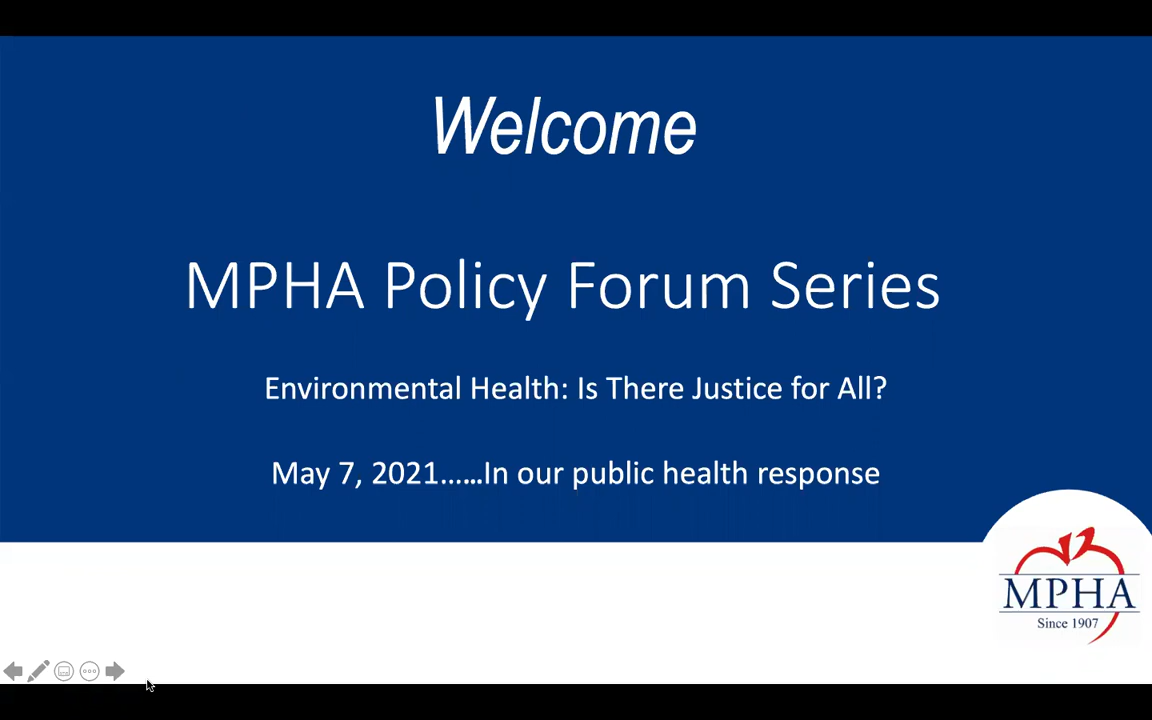 Welcome
MPHA Policy Forum Series
Environmental Health: Is There Justice for All?
May 7, 2021......In our public health response
MPHA
Since 1907